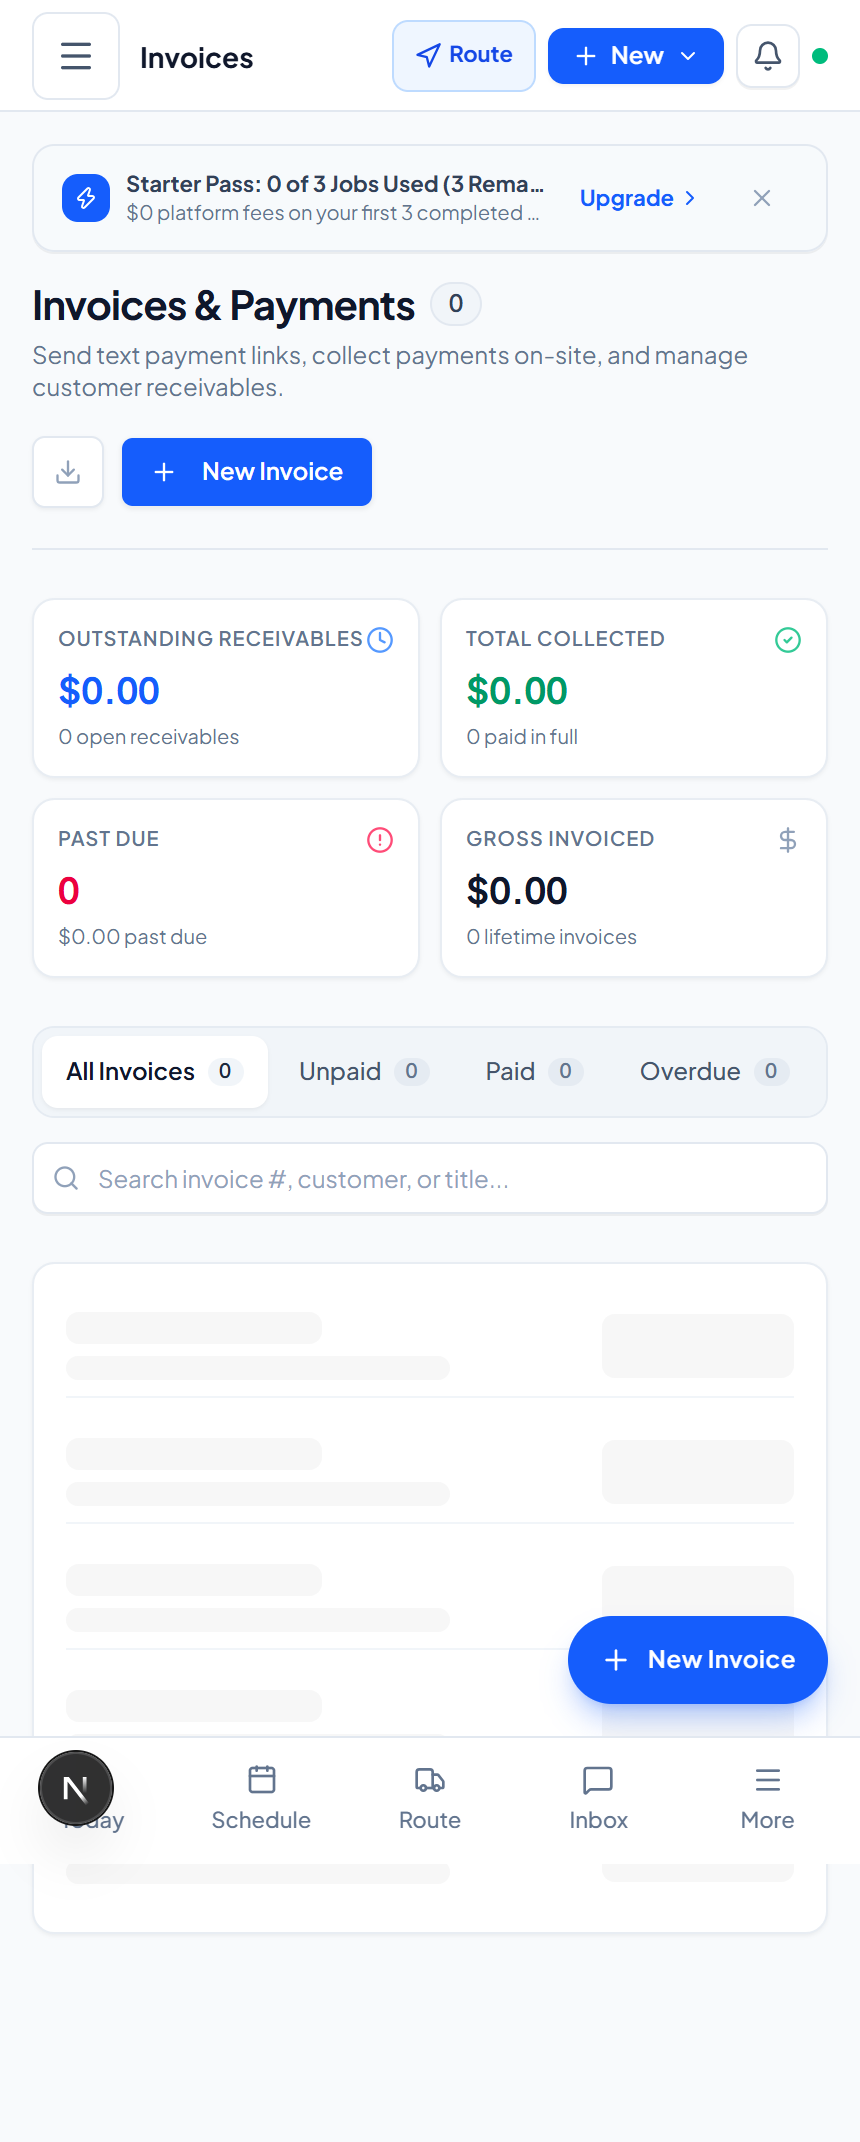 Invoices
Route
New
Starter Pass: 0 of 3 Jobs Used (3 Rema...
$0 platform fees on your first 3 completed ...
Upgrade
Invoices & Payments 0
Send text payment links, collect payments on-site, and manage
customer receivables.
New Invoice
OUTSTANDING RECEIVABLES
$0.00
0 open receivables
TOTAL COLLECTED
$0.00
0 paid in full
PAST DUE
0
$0.00 past due
GROSS INVOICED
$0.00
0 lifetime invoices
All Invoices 0
Unpaid 0
Paid 0
Overdue 0
Search invoice #, customer, or title...
New Invoice
N
Today
Schedule
Route
Inbox
More